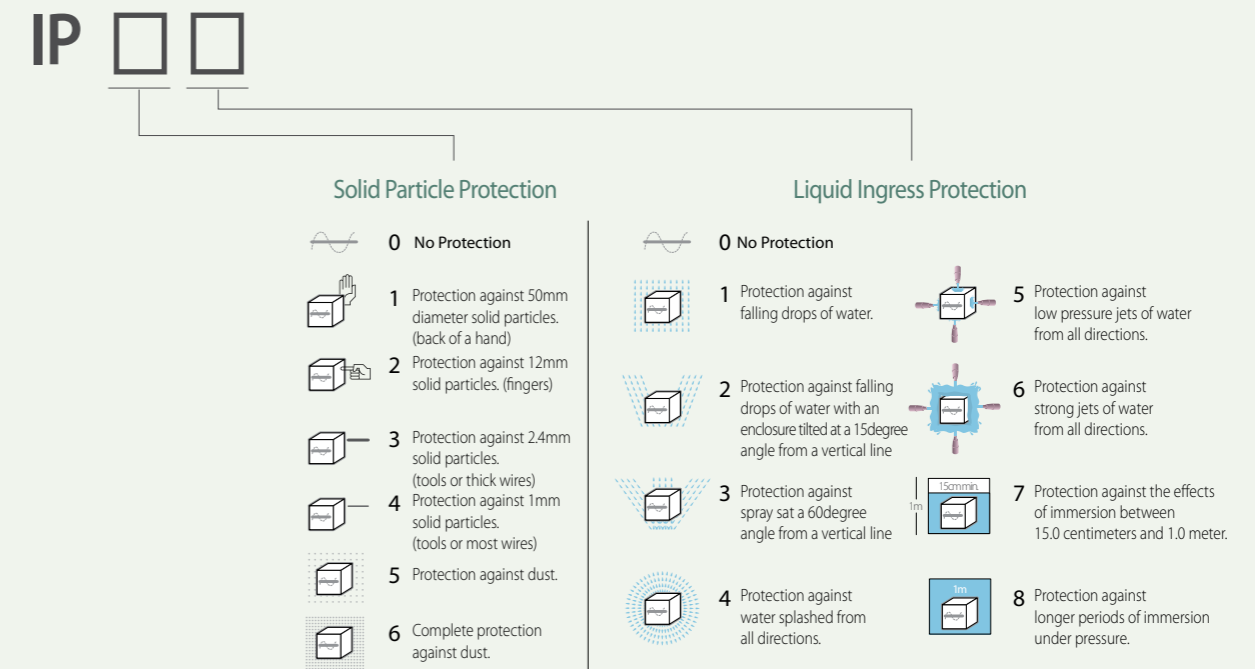 IP
Solid Particle Protection
0 No Protection
1 Protection against 50mm
diameter solid particles.
(back of a hand)
2 Protection against 12mm
solid particles. (fingers)
3 Protection against 2.4mm
solid particles.
(tools or thick wires)
4 Protection against 1mm
solid particles.
(tools or most wires)
5 Protection against dust.
6 Complete protection
against dust.
Liquid Ingress Protection
0 No Protection
1 Protection against
falling drops of water.
2 Protection against falling
drops of water with an
enclosure tilted at a 15degree
angle from a vertical line
3 Protection against
spray sat a 60degree
angle from a vertical line
4 Protection against
water splashed from
all directions.
5 Protection against
low pressure jets of water
from all directions.
6 Protection against
strong jets of water
from all directions.
15cm min.
1m
7 Protection against the effects
of immersion between
15.0 centimeters and 1.0 meter.
1m
8 Protection against
longer periods of immersion
under pressure.